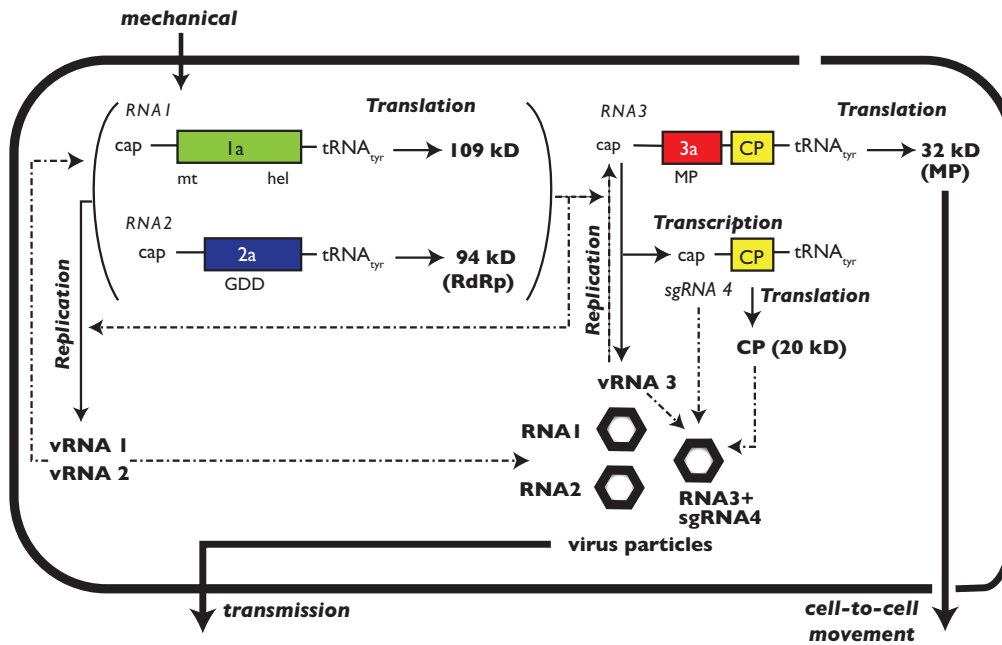 mechanical
RNA1
Translation
cap
1a
tRNAtyr
109 kD
mt
hel
RNA2
cap
2a
tRNAtyr
94 kD
(RdRp)
GDD
Replication
RNA3
Translation
cap
3a
CP
tRNAtyr
32 kD
(MP)
MP
Transcription
cap
CP
tRNAtyr
sgRNA 4
Translation
Replication
CP (20 kD)
vRNA 3
vRNA 1
vRNA 2
RNA1
RNA2
RNA3+
sgRNA4
virus particles
transmission
cell-to-cell
movement